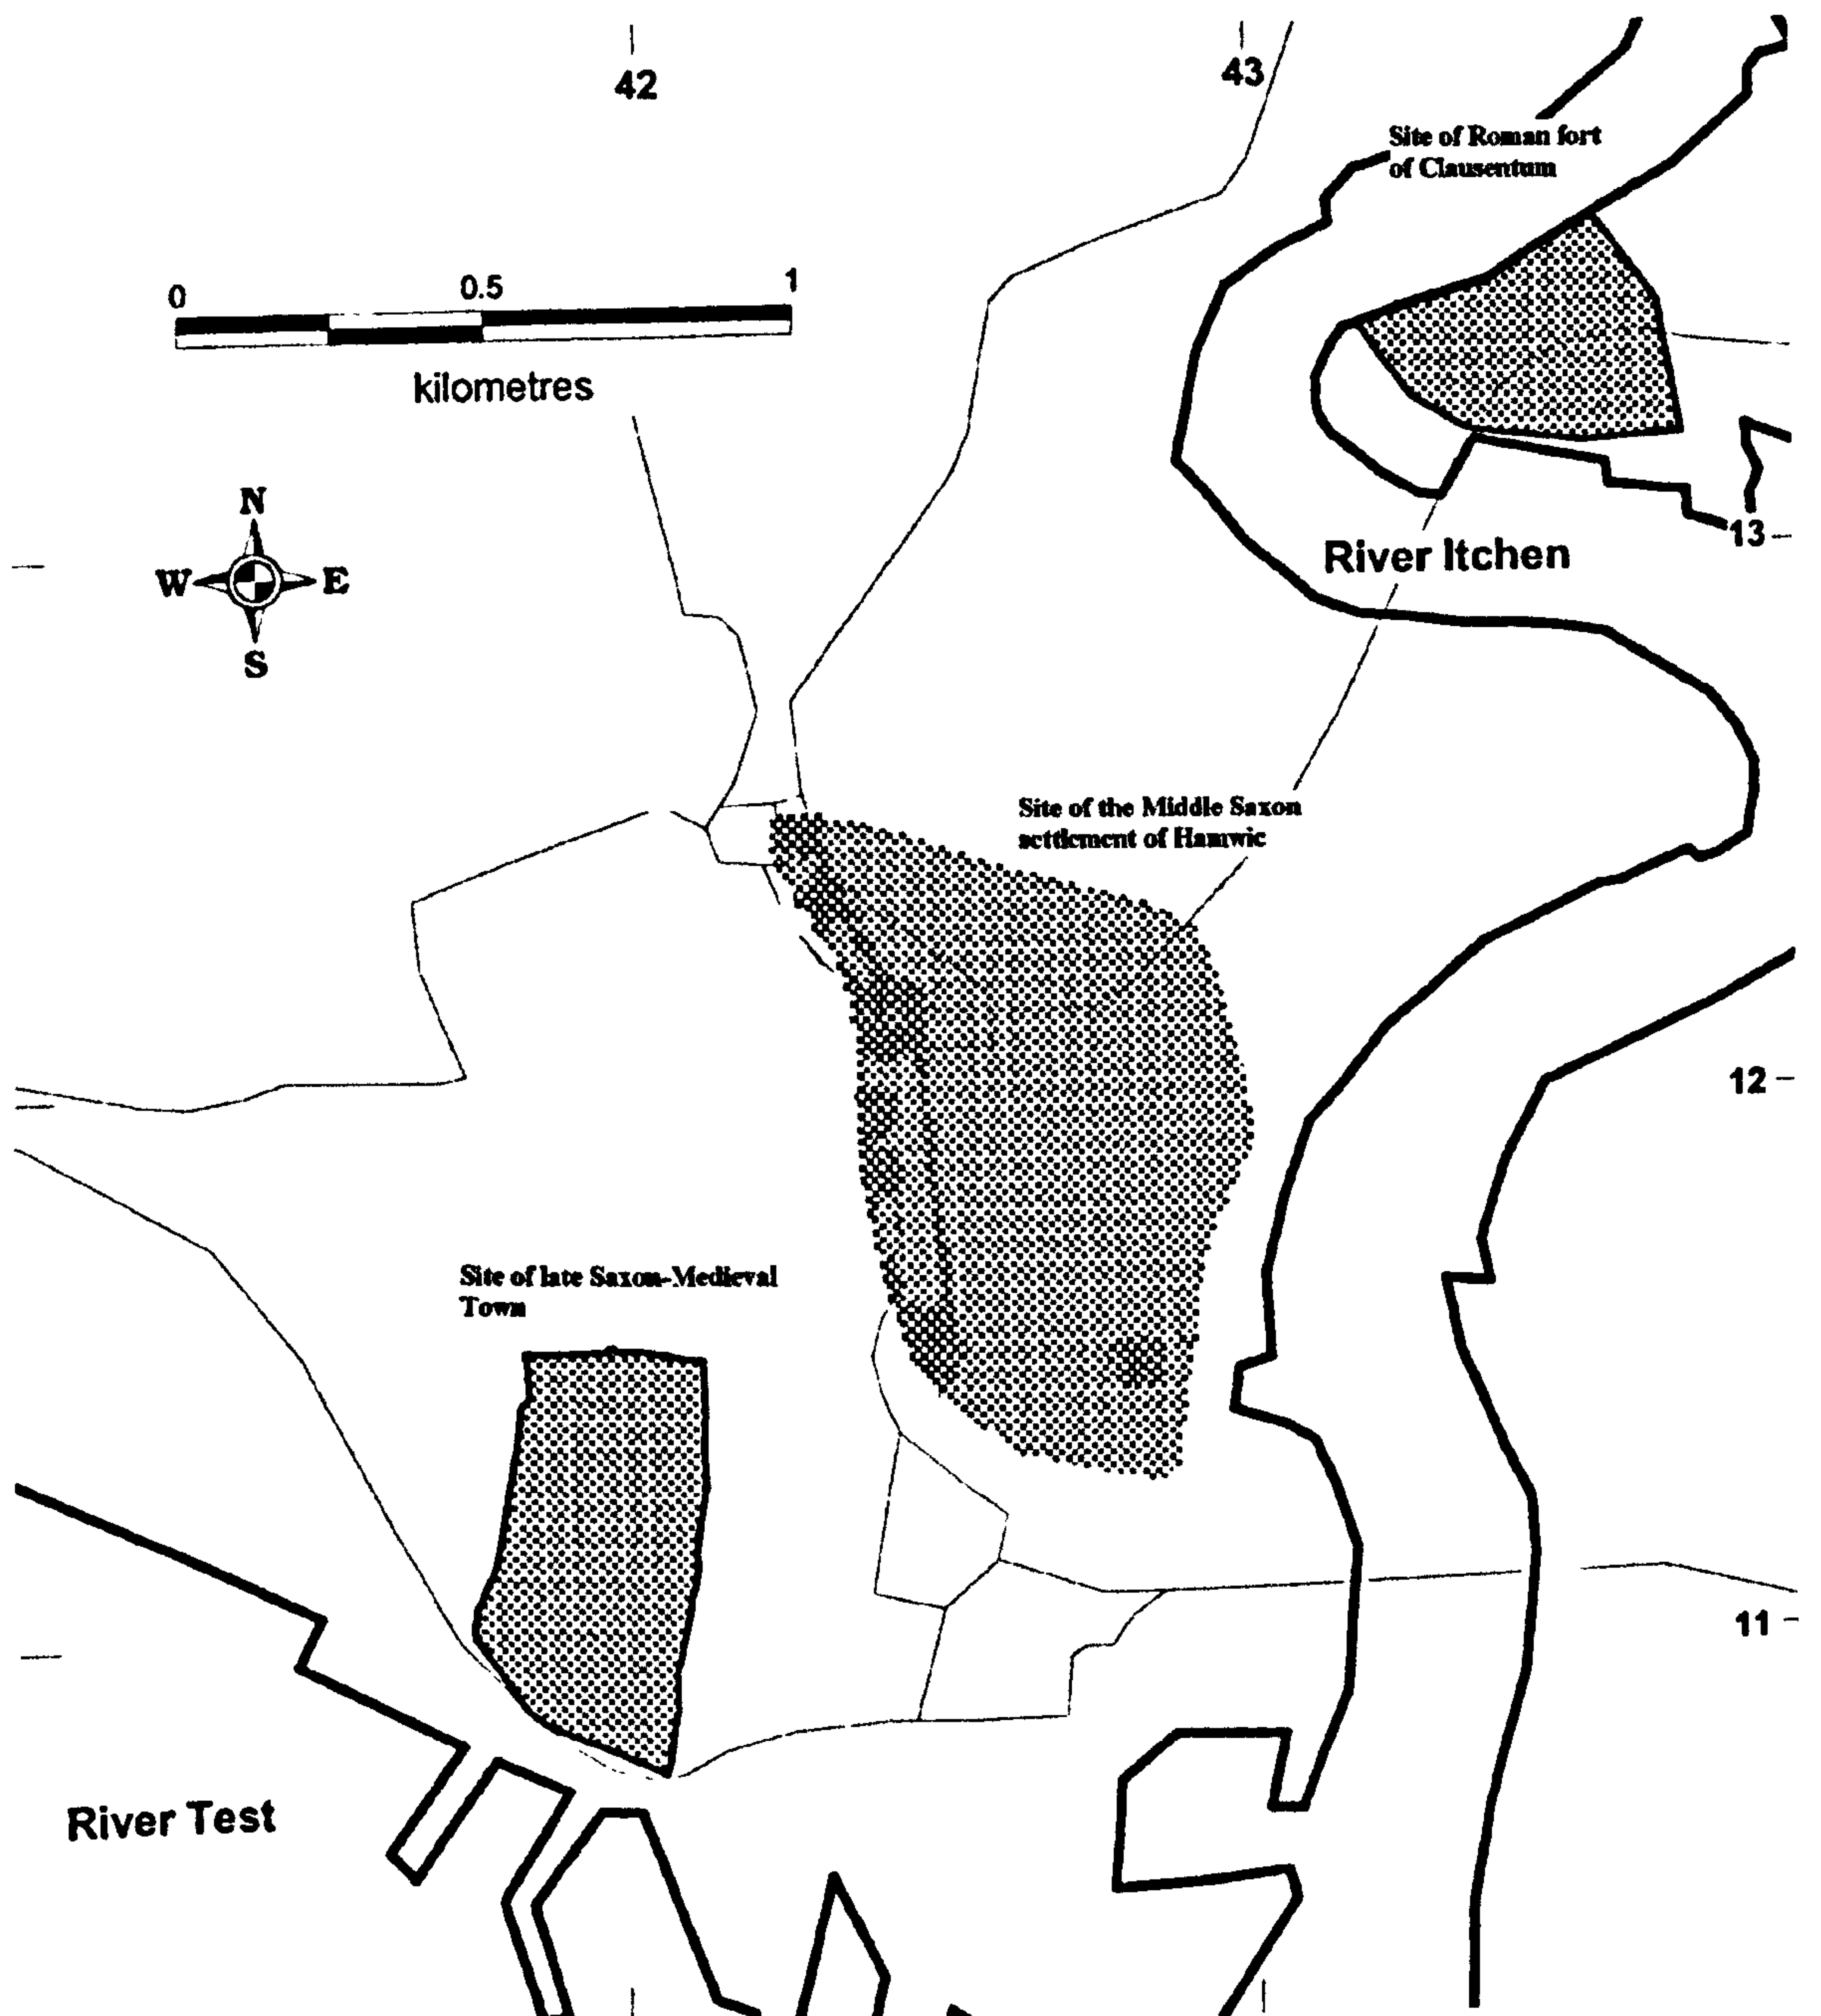 42
43
Site of Roman fort
of Clausentum
0 0.5 1
kilometres
N
W E
S
13
River Itchen
Site of the Middle Saxon
settlement of Hamwic
12
Site of late Saxon-Medieval
Town
11
River Test